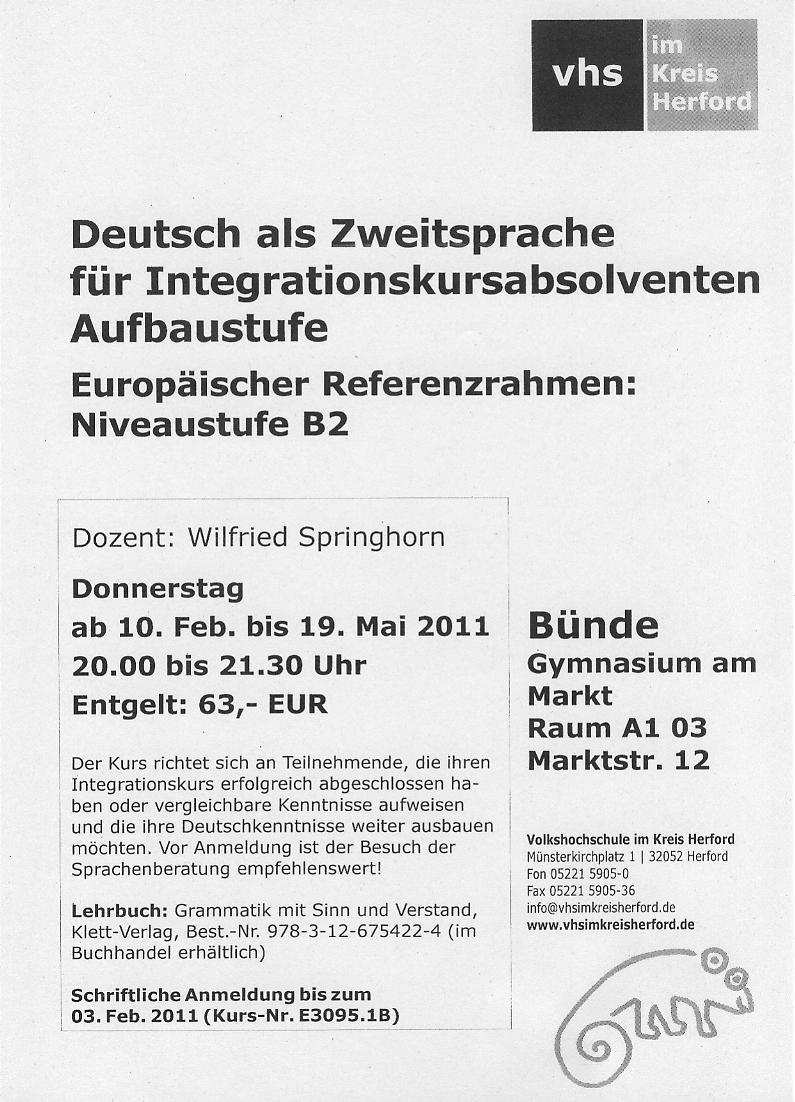 vhs
im
Kreis
Herford
Deutsch als Zweitsprache
für Integrationskursabsolventen
Aufbaustufe
Europäischer Referenzrahmen:
Niveaustufe B2
Dozent: Wilfried Springhorn
Donnerstag
ab 10. Feb. bis 19. Mai 2011
20.00 bis 21.30 Uhr
Entgelt: 63,- EUR
Der Kurs richtet sich an Teilnehmende, die ihren
Integrationskurs erfolgreich abgeschlossen ha-
ben oder vergleichbare Kenntnisse aufweisen
und die ihre Deutschkenntnisse weiter ausbauen
möchten. Vor Anmeldung ist der Besuch der
Sprachenberatung empfehlenswert!
Lehrbuch: Grammatik mit Sinn und Verstand,
Klett-Verlag, Best.-Nr. 978-3-12-675422-4 (im
Buchhandel erhältlich)
Schriftliche Anmeldung bis zum
03. Feb. 2011 (Kurs-Nr. E3095.1B)
Bünde
Gymnasium am
Markt
Raum A1 03
Marktstr. 12
Volkshochschule im Kreis Herford
Münsterkirchplatz 1 | 32052 Herford
Fon 05221 5905-0
Fax 05221 5905-36
info@vhsimkreisherford.de
www.vhsimkreisherford.de